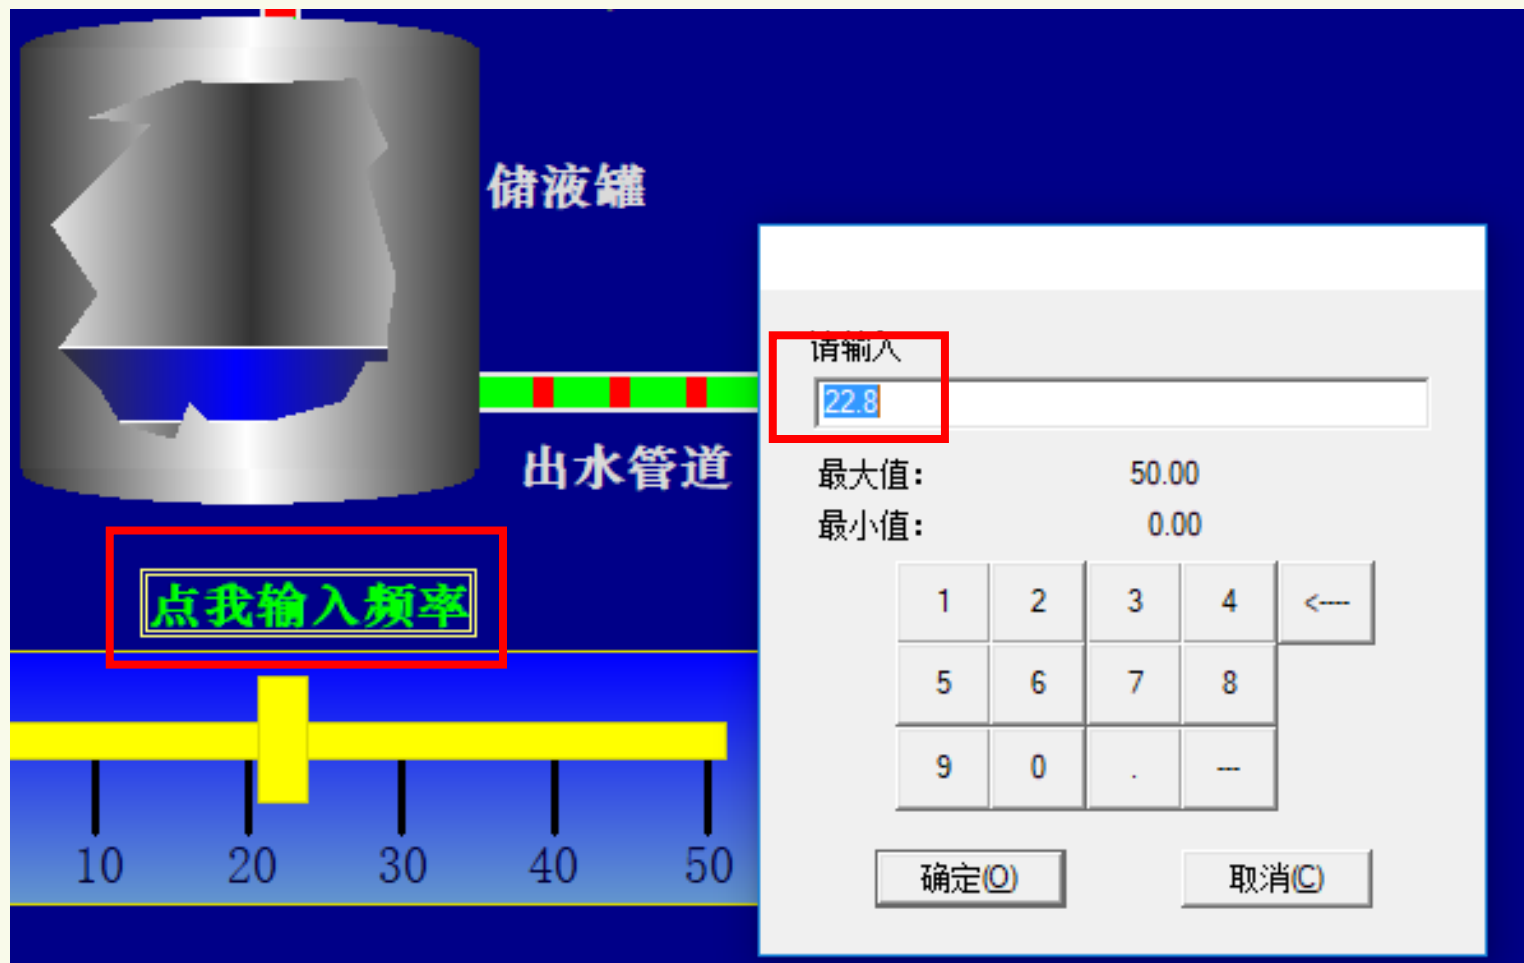 储液罐
出水管道
点我输入频率
10 20 30 40 50
请输入
22.8
最大值: 50.00
最小值: 0.00
1 2 3 4 <----
5 6 7 8
9 0 . ---
确定(O) 取消(C)